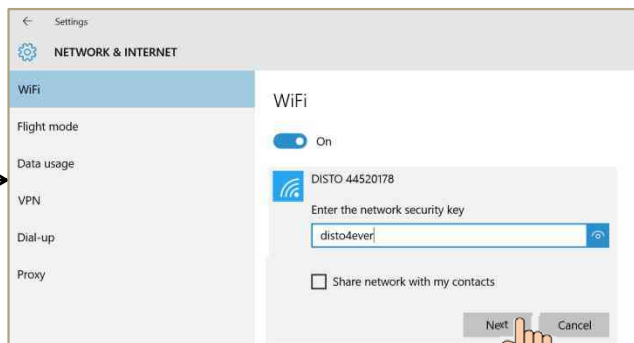 Settings
NETWORK & INTERNET
WiFi
Flight mode
Data usage
VPN
Dial-up
Proxy
WiFi
On
DISTO 44520178
Enter the network security key
disto4ever
Share network with my contacts
Next Cancel